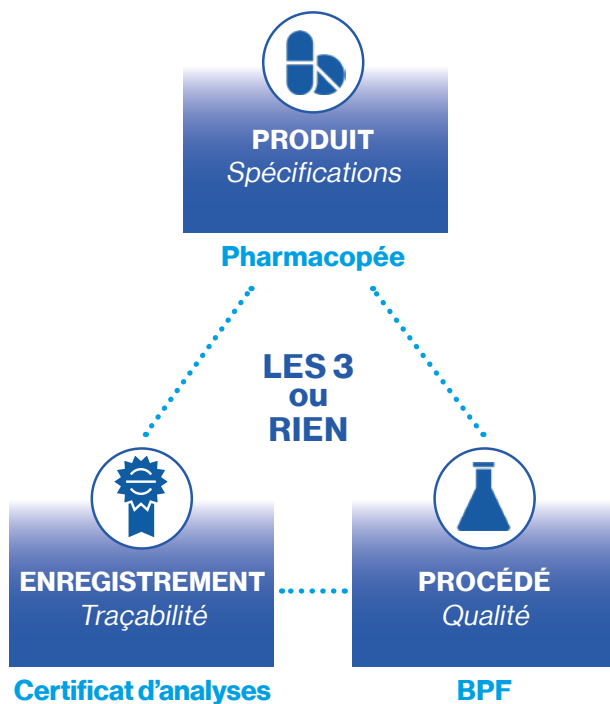 PRODUIT
Spécifications
Pharmacopée
LES 3
ou
RIEN
ENREGISTREMENT
Traçabilité
Certificat d'analyses
PROCÉDÉ
Qualité
BPF